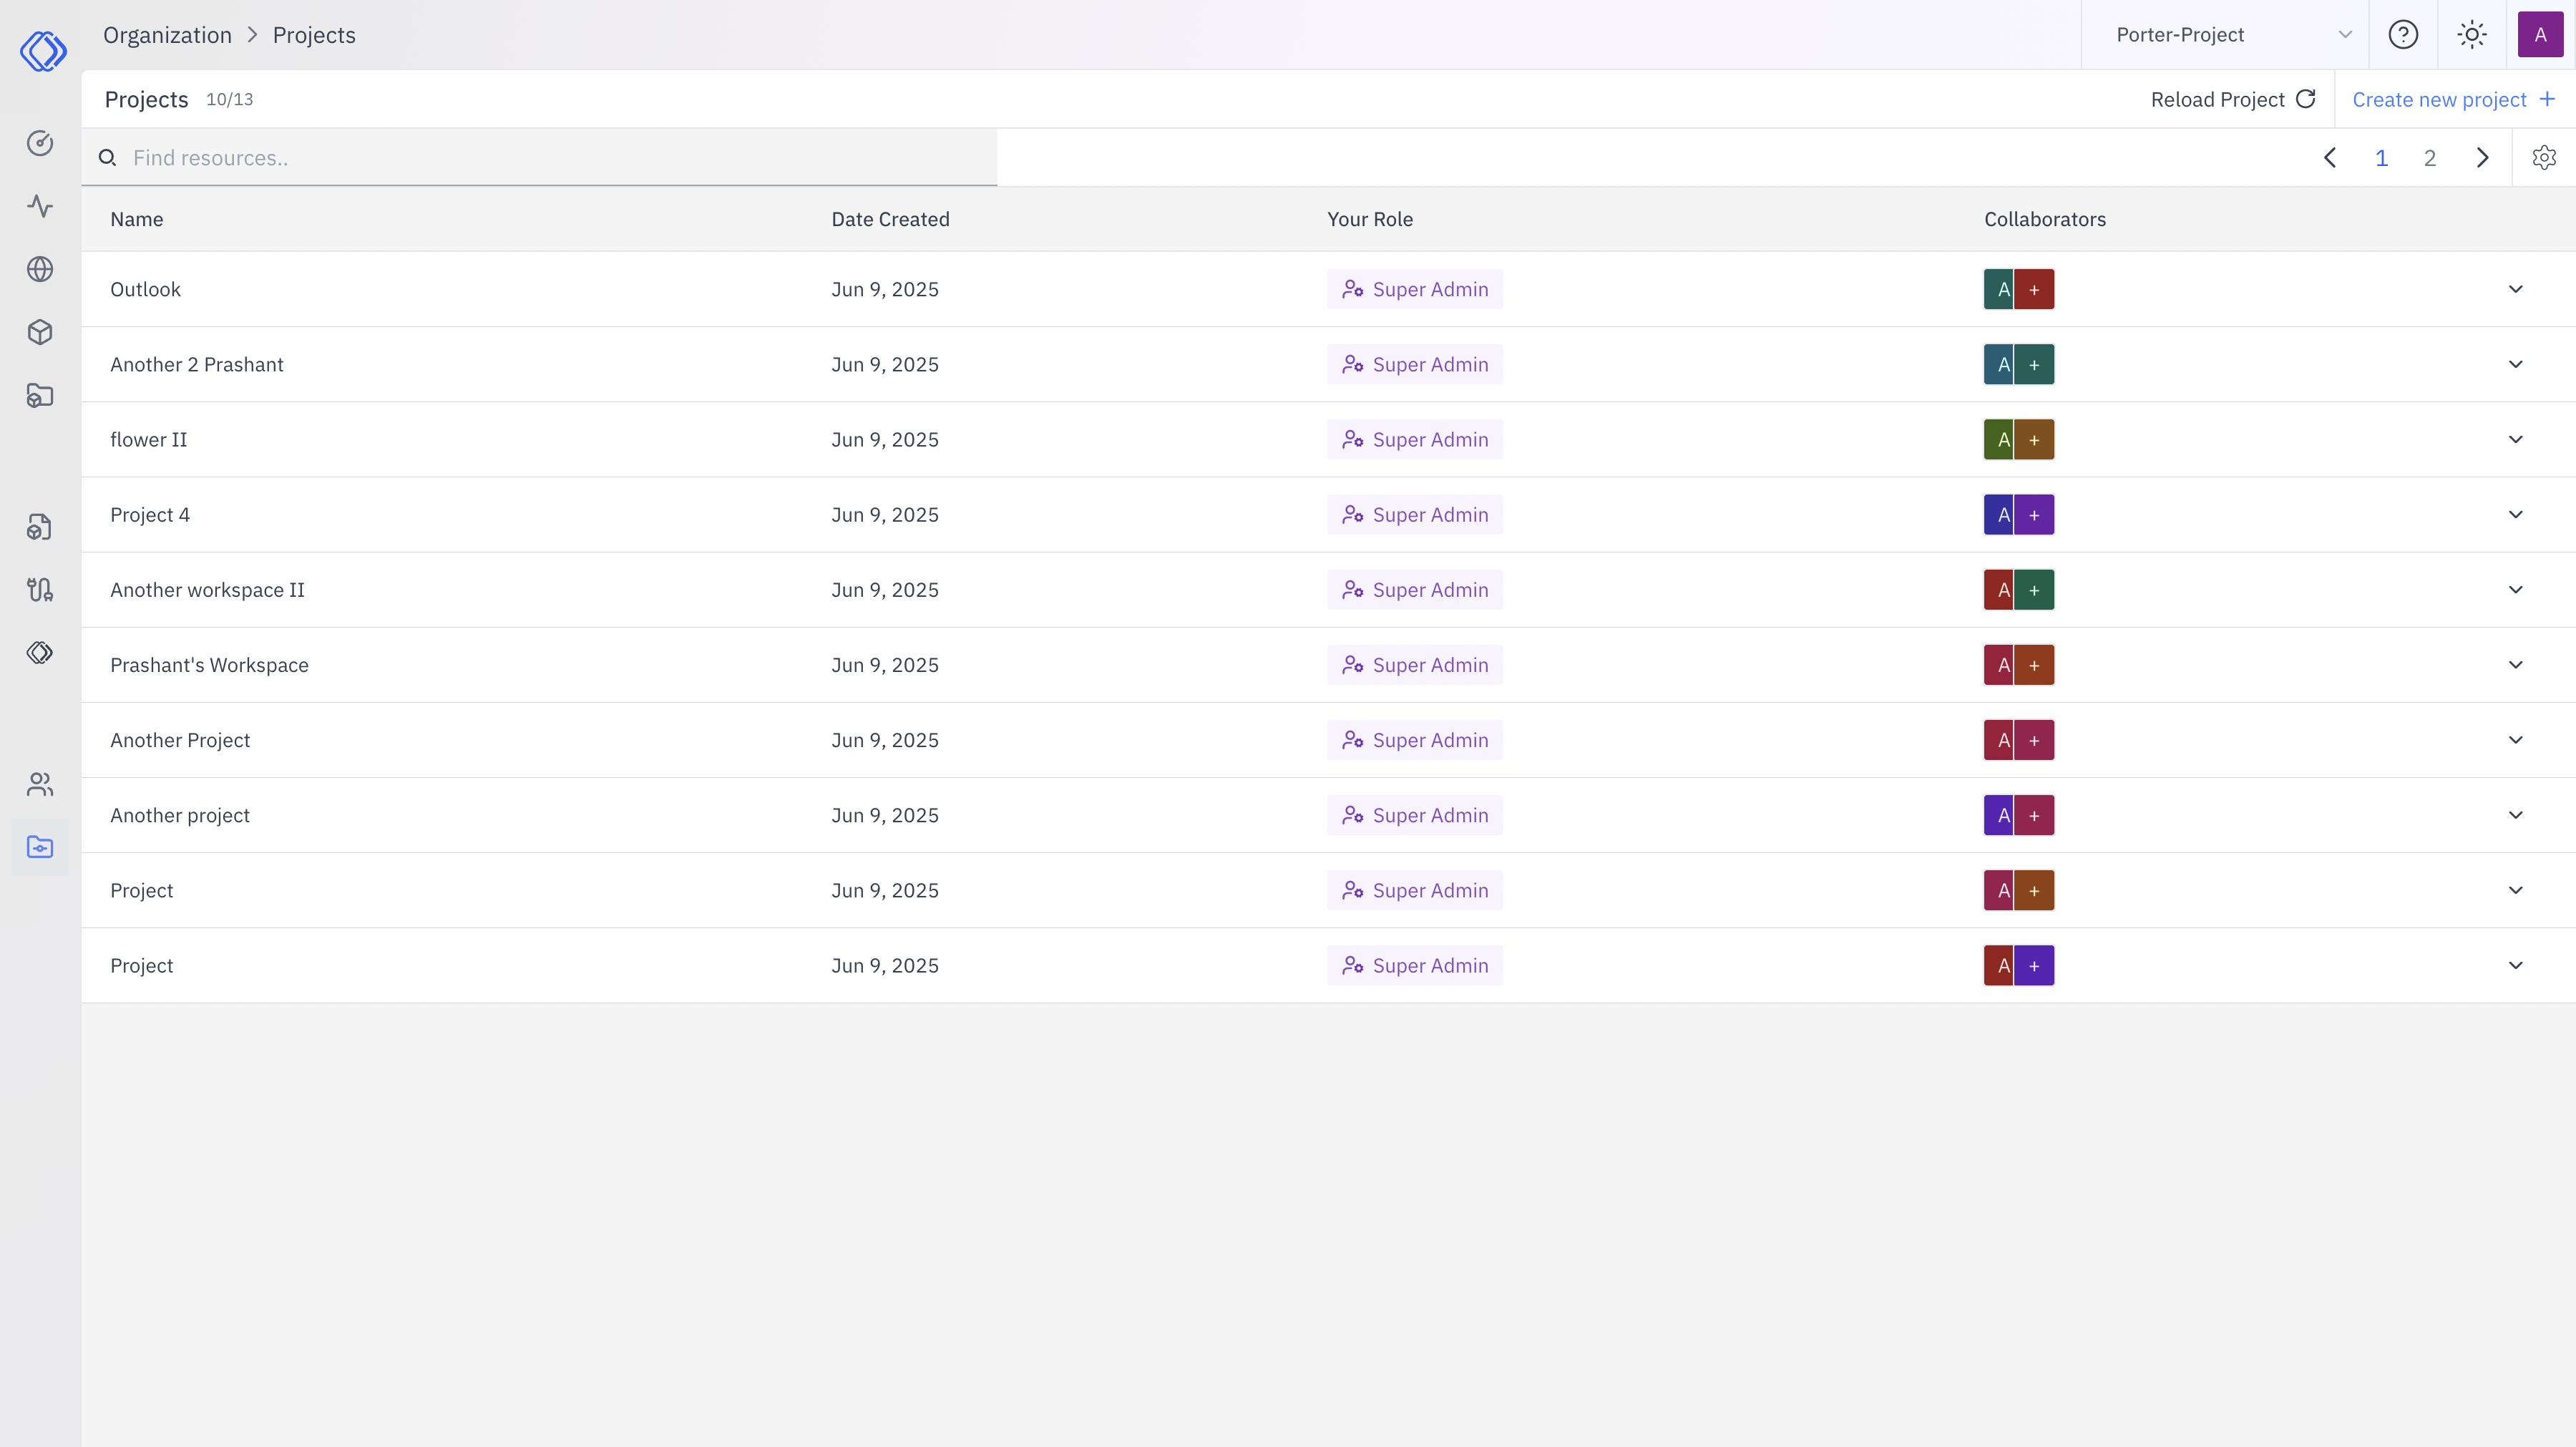 Organization > Projects
Porter-Project
A
Projects 10/13
Reload Project
Create new project +
Find resources..
1 2
Name Date Created Your Role Collaborators
Outlook Jun 9, 2025 Super Admin A +
Another 2 Prashant Jun 9, 2025 Super Admin A +
flower II Jun 9, 2025 Super Admin A +
Project 4 Jun 9, 2025 Super Admin A +
Another workspace II Jun 9, 2025 Super Admin A +
Prashant's Workspace Jun 9, 2025 Super Admin A +
Another Project Jun 9, 2025 Super Admin A +
Another project Jun 9, 2025 Super Admin A +
Project Jun 9, 2025 Super Admin A +
Project Jun 9, 2025 Super Admin A +